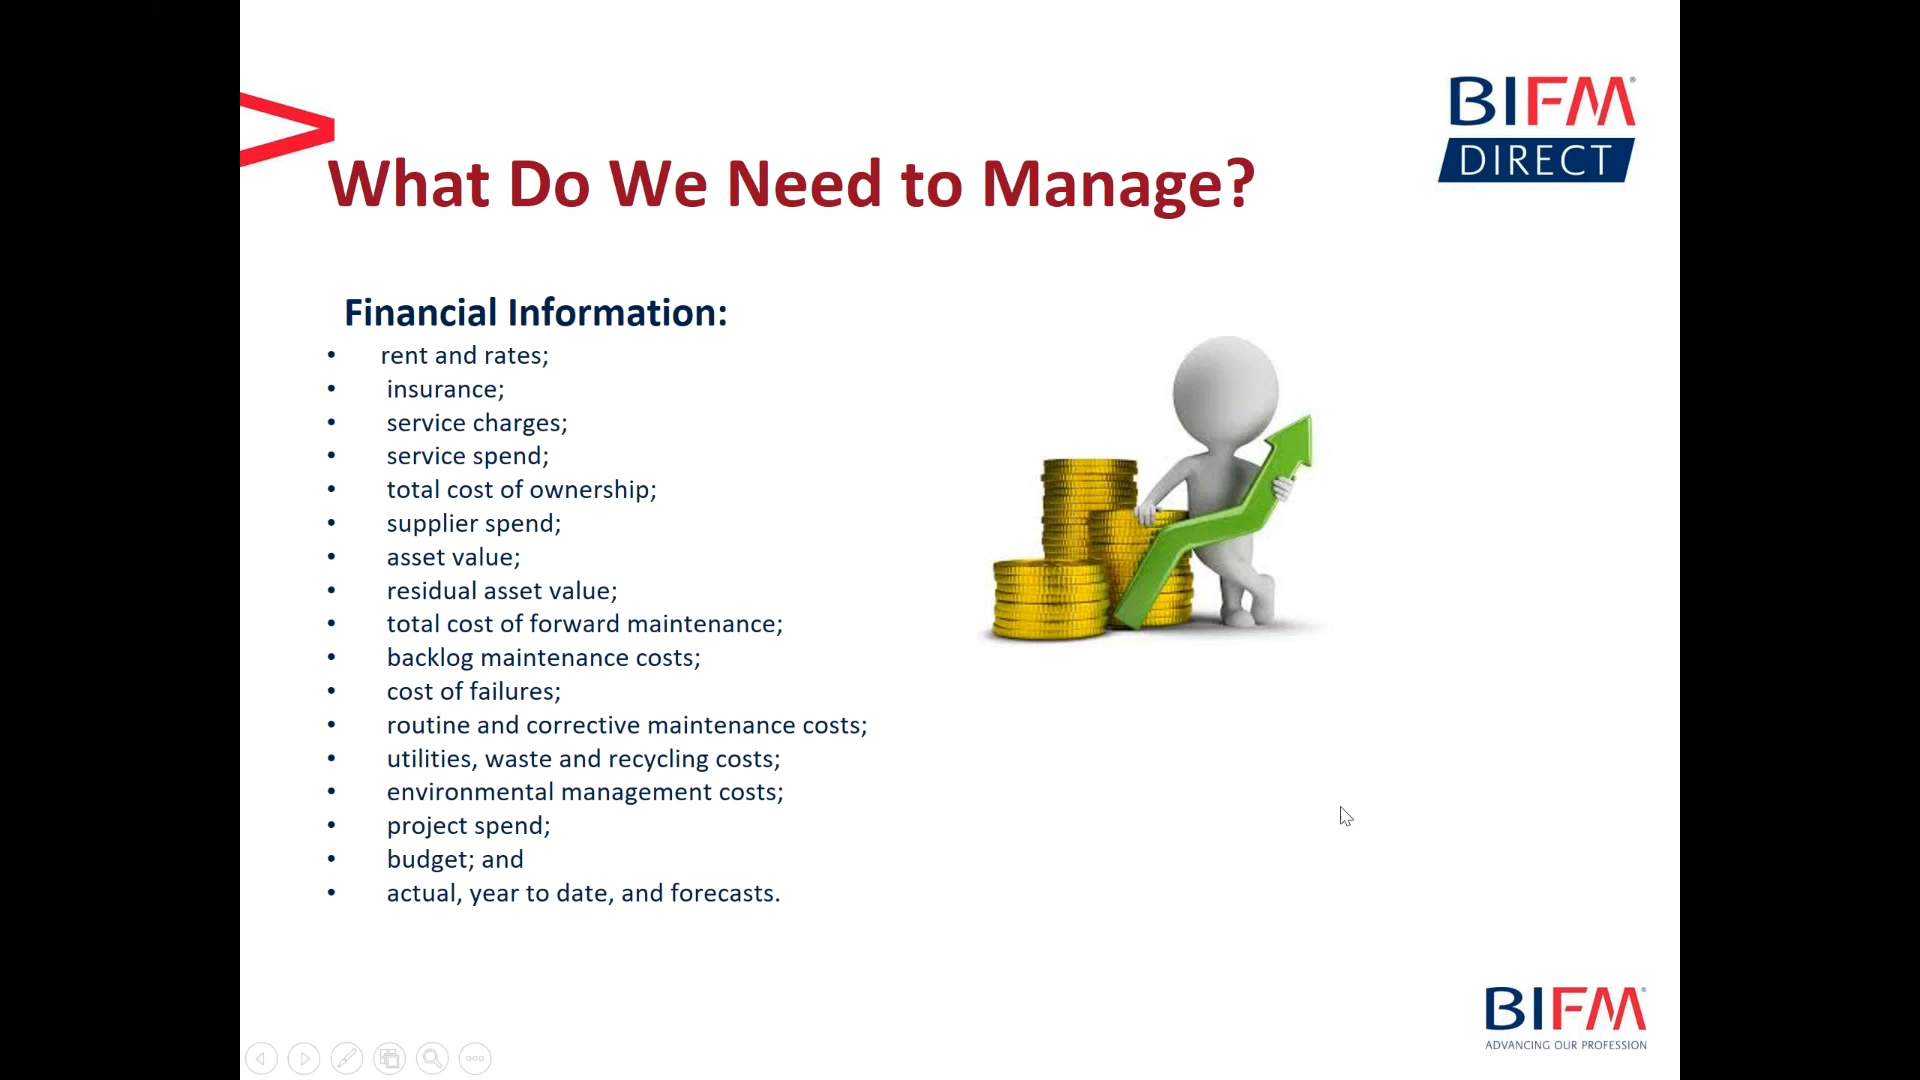 BIFM
DIRECT
What Do We Need to Manage?
Financial Information:
• rent and rates;
• insurance;
• service charges;
• service spend;
• total cost of ownership;
• supplier spend;
• asset value;
• residual asset value;
• total cost of forward maintenance;
• backlog maintenance costs;
• cost of failures;
• routine and corrective maintenance costs;
• utilities, waste and recycling costs;
• environmental management costs;
• project spend;
• budget; and
• actual, year to date, and forecasts.
BIFM
ADVANCING OUR PROFESSION